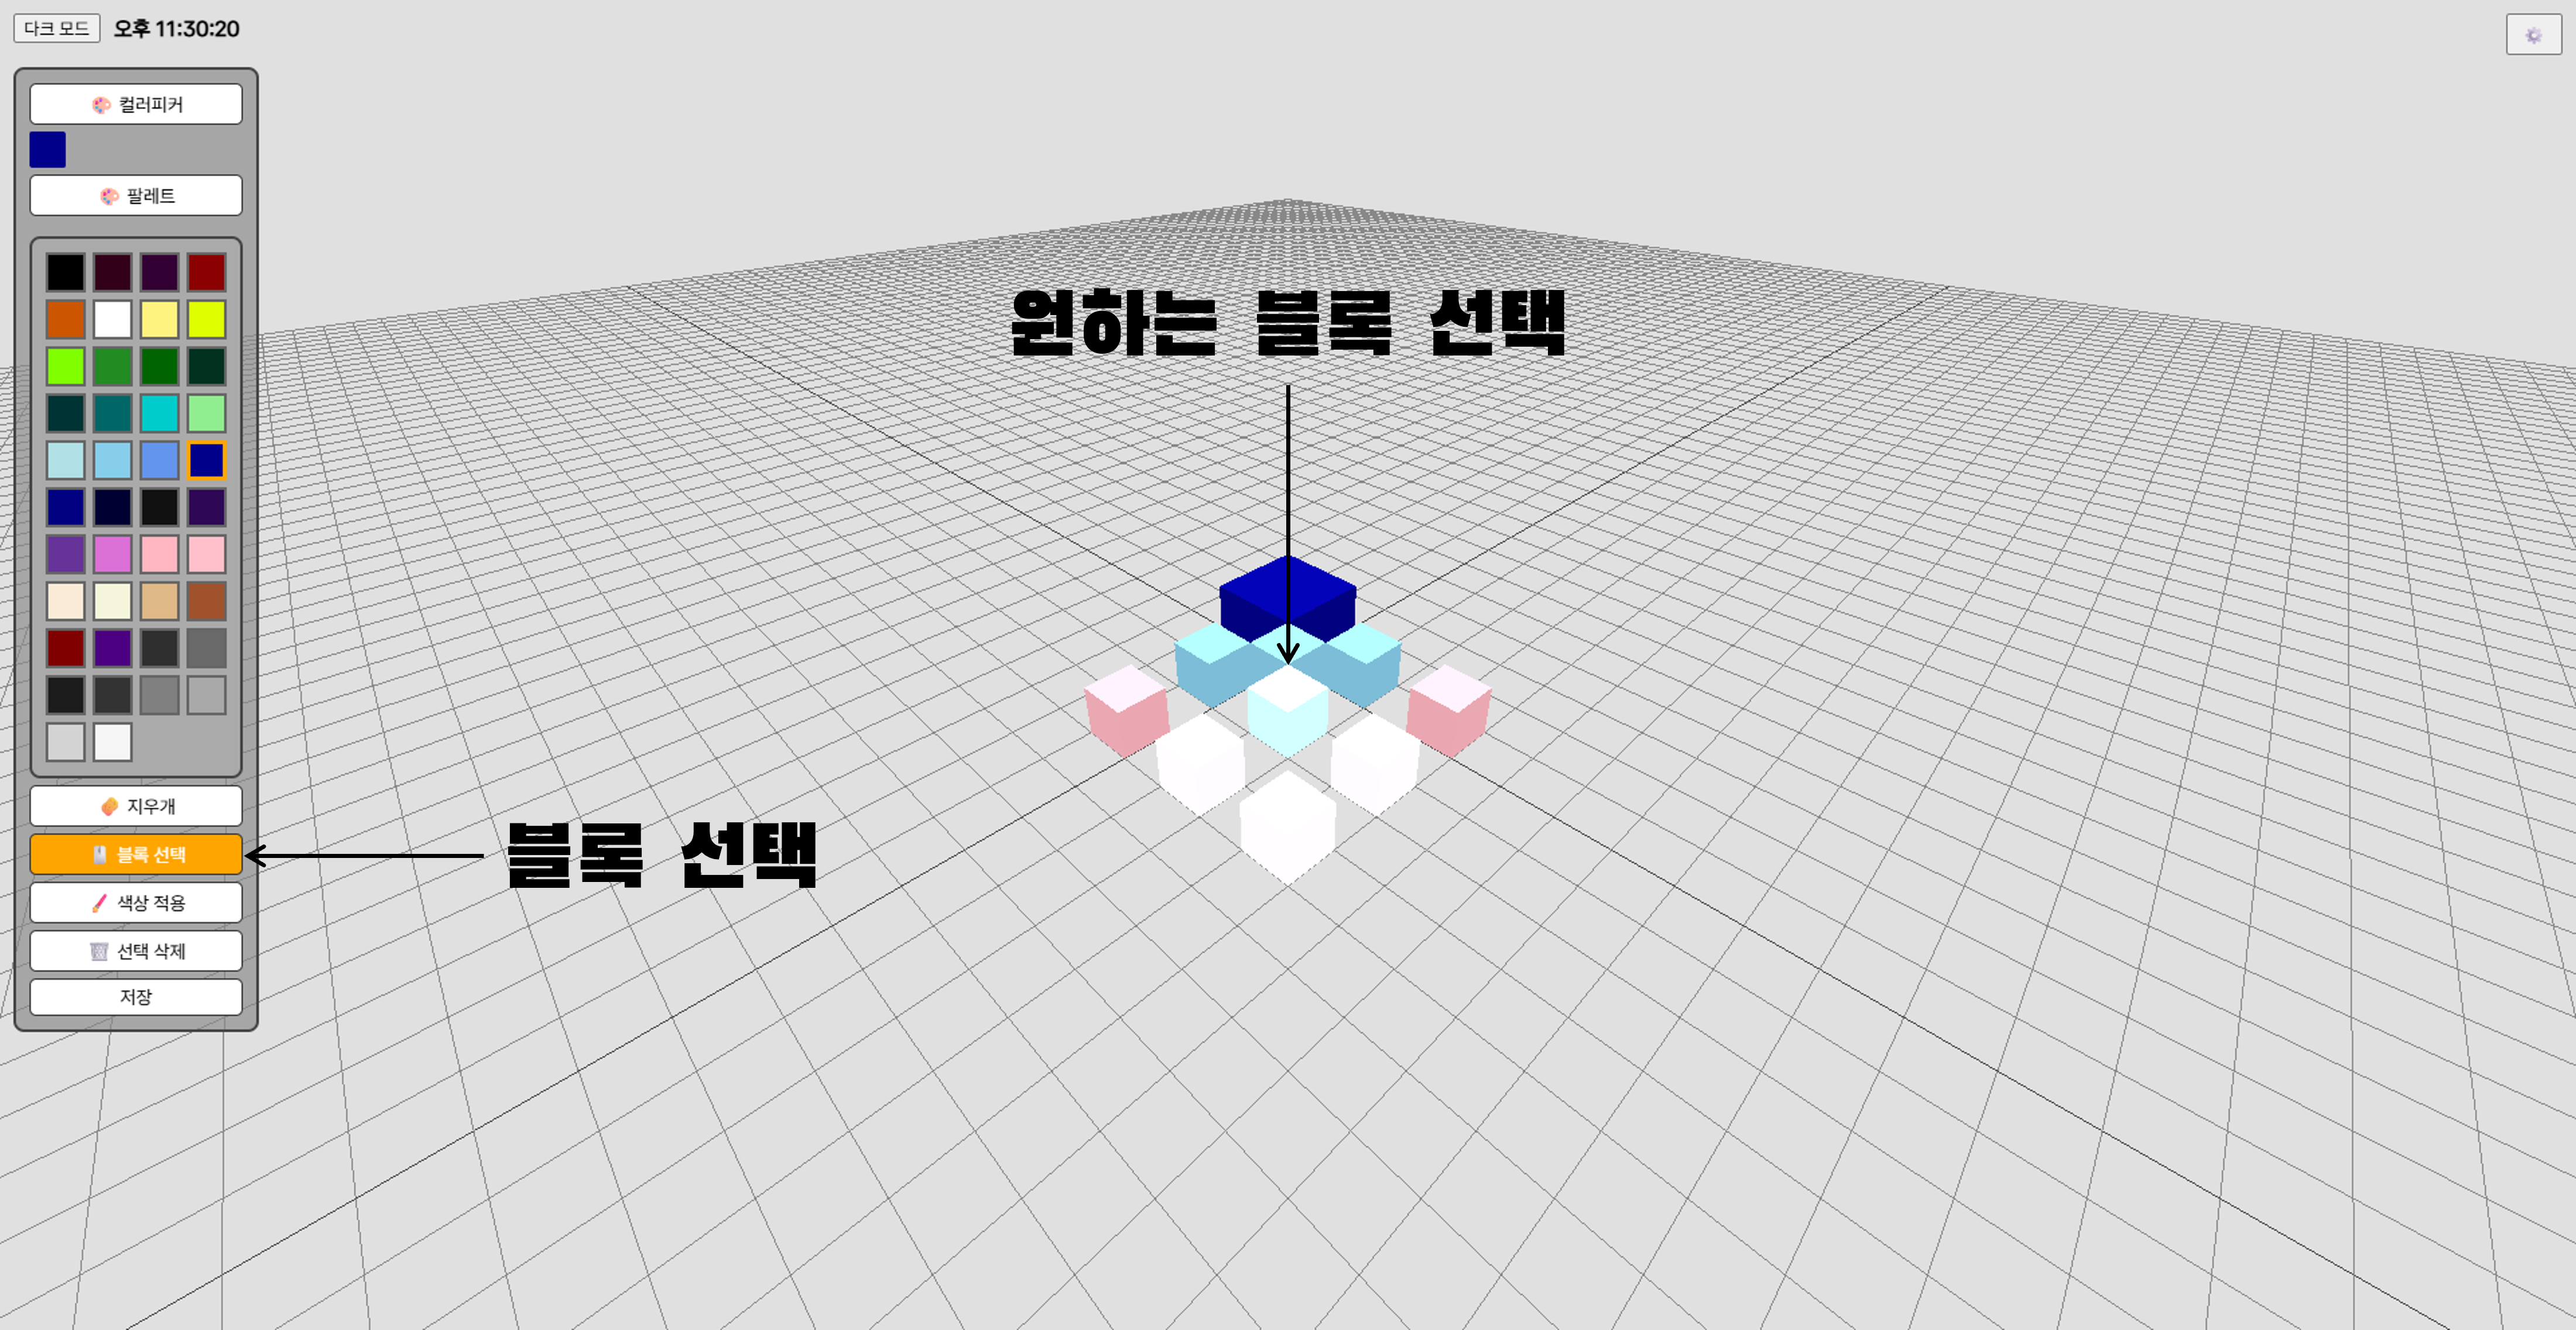 다크 모드 오후 11:30:20
컬러피커
팔레트
원하는 블록 선택
지우개
블록 선택
블록 선택
색상 적용
선택 삭제
저장